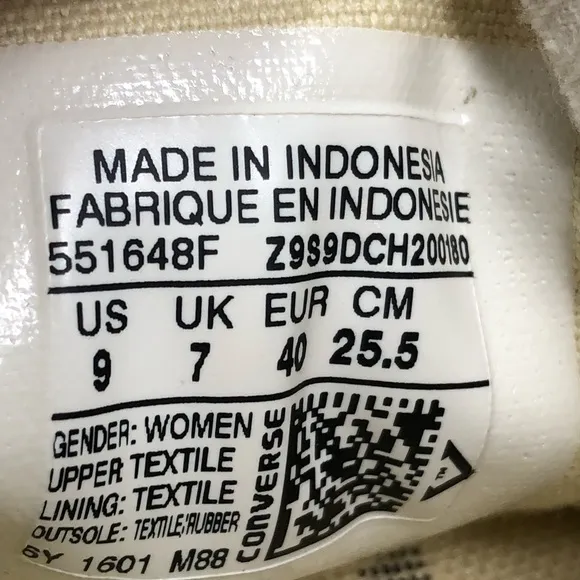 MADE IN INDONESIA
FABRIQUE EN INDONESIE
551648F Z9S9DCH200180
US UK EUR CM
9 7 40 25.5
GENDER: WOMEN
UPPER: TEXTILE
LINING: TEXTILE
OUTSOLE: TEXTILE/RUBBER
1601 M88
CONVERSE
TM